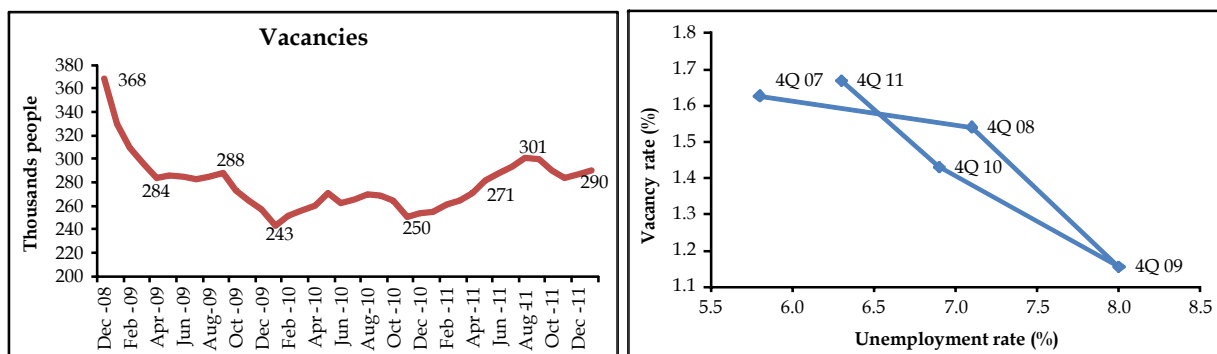 Vacancies
Thousands people
380
360
340
320
300
280
260
240
220
200
368
284
288
243
250
271
301
290
Dec -08
Feb -09
Apr -09
Jun -09
Aug-09
Oct -09
Dec -09
Feb -10
Apr -10
Jun -10
Aug-10
Oct -10
Dec -10
Feb -11
Apr -11
Jun -11
Aug -11
Oct -11
Dec -11
Vacancy rate (%)
1.8
1.7
1.6
1.5
1.4
1.3
1.2
1.1
4Q 07
4Q 11
4Q 08
4Q 10
4Q 09
5.5
6.0
6.5
7.0
7.5
8.0
8.5
Unemployment rate (%)